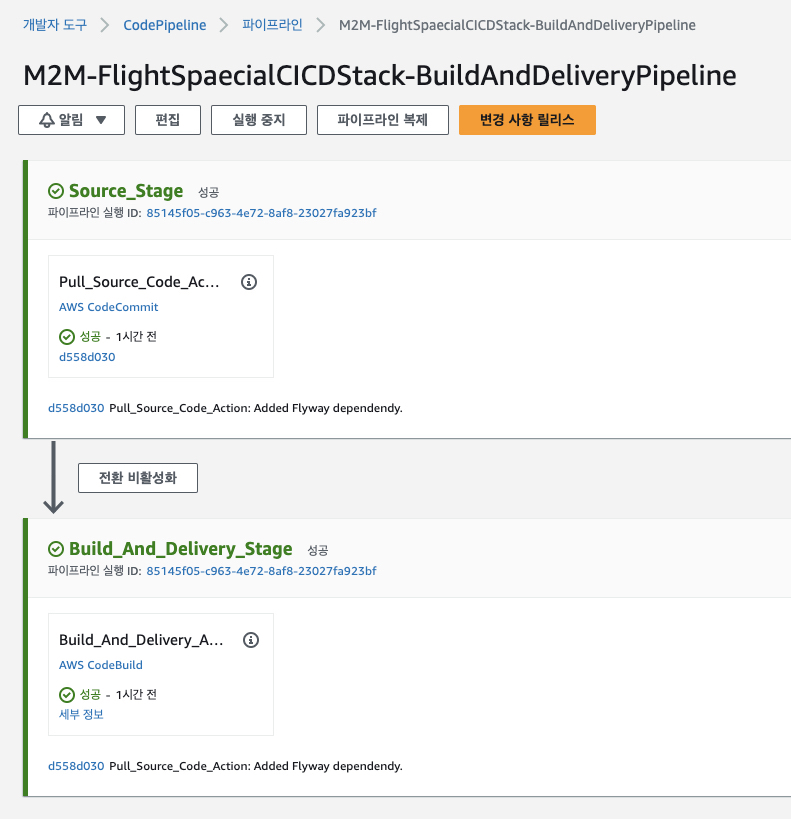 개발자 도구 > CodePipeline > 파이프라인 > M2M-FlightSpaecialCICDStack-BuildAndDeliveryPipeline
M2M-FlightSpaecialCICDStack-BuildAndDeliveryPipeline
알림 ▼ 편집 실행 중지 파이프라인 복제 변경 사항 릴리스
Source_Stage 성공
파이프라인 실행 ID: 85145f05-c963-4e72-8af8-23027fa923bf
Pull_Source_Code_Ac...
AWS CodeCommit
성공 - 1시간 전
d558d030
d558d030 Pull_Source_Code_Action: Added Flyway dependendy.
전환 비활성화
Build_And_Delivery_Stage 성공
파이프라인 실행 ID: 85145f05-c963-4e72-8af8-23027fa923bf
Build_And_Delivery_A...
AWS CodeBuild
성공 - 1시간 전
세부 정보
d558d030 Pull_Source_Code_Action: Added Flyway dependendy.